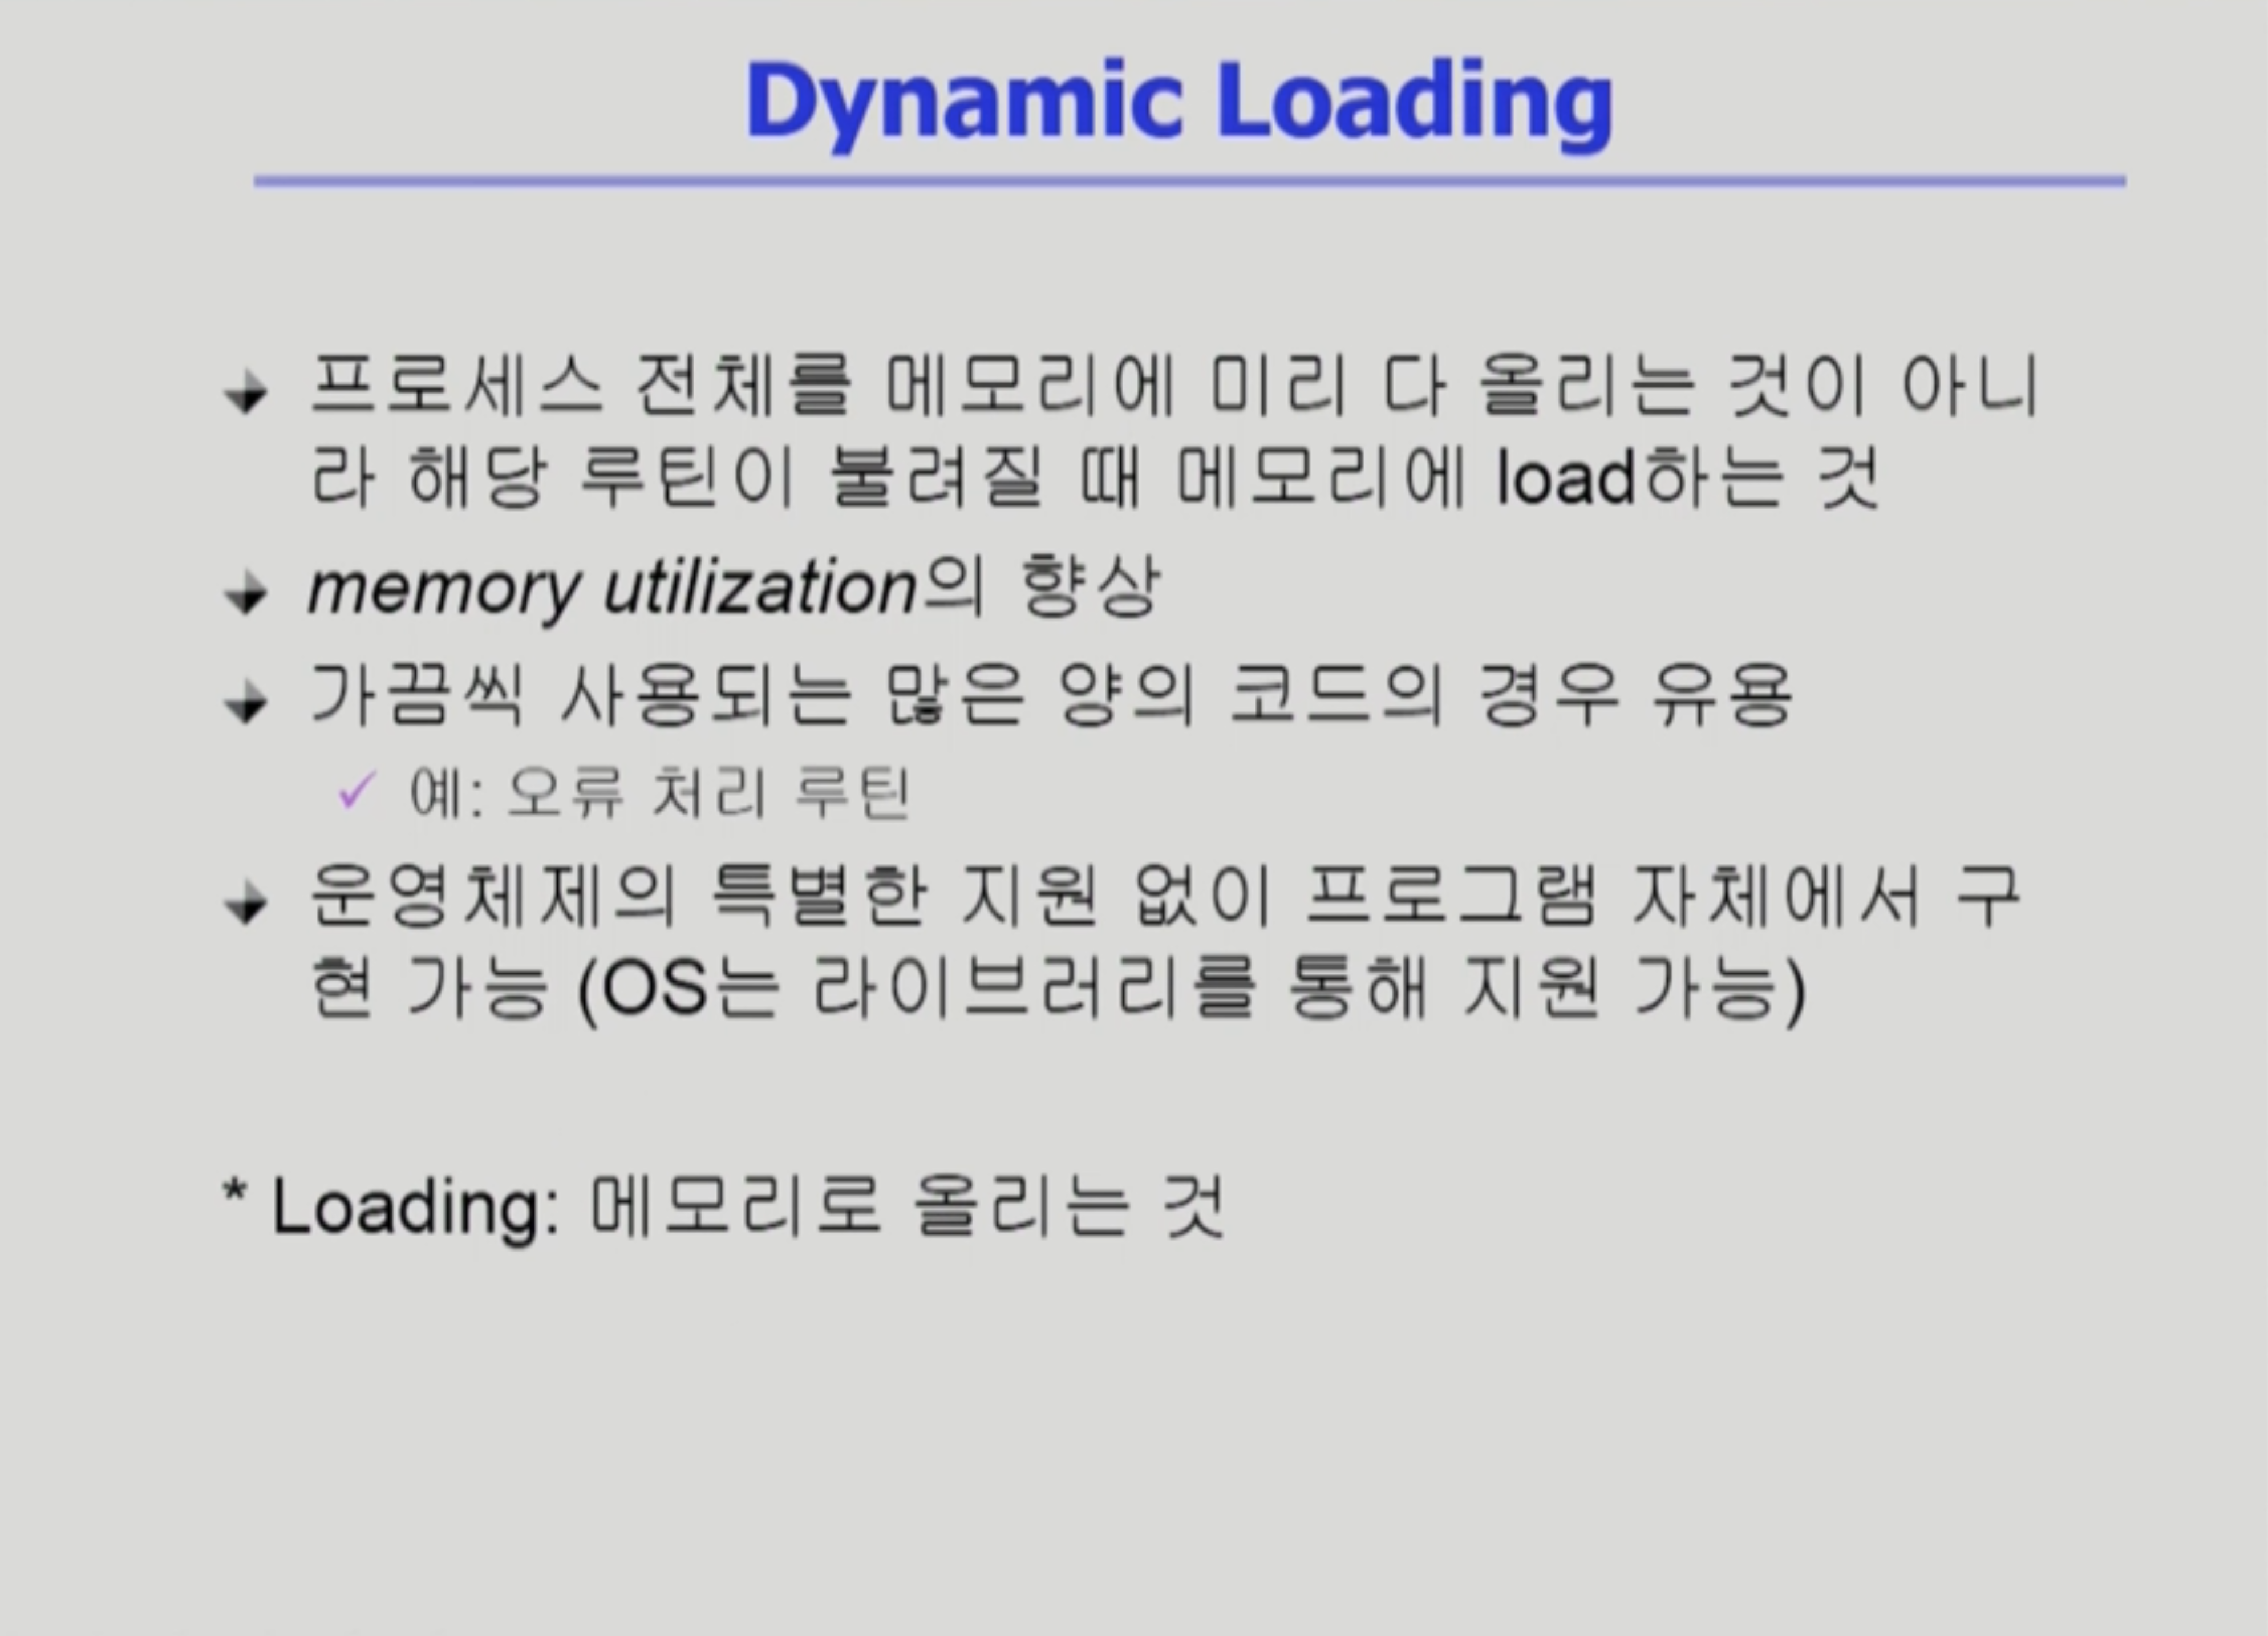 Dynamic Loading
프로세스 전체를 메모리에 미리 다 올리는 것이 아니
라 해당 루틴이 불려질 때 메모리에 load하는 것
memory utilization의 향상
가끔씩 사용되는 많은 양의 코드의 경우 유용
✓ 예: 오류 처리 루틴
운영체제의 특별한 지원 없이 프로그램 자체에서 구
현 가능 (OS는 라이브러리를 통해 지원 가능)
* Loading: 메모리로 올리는 것